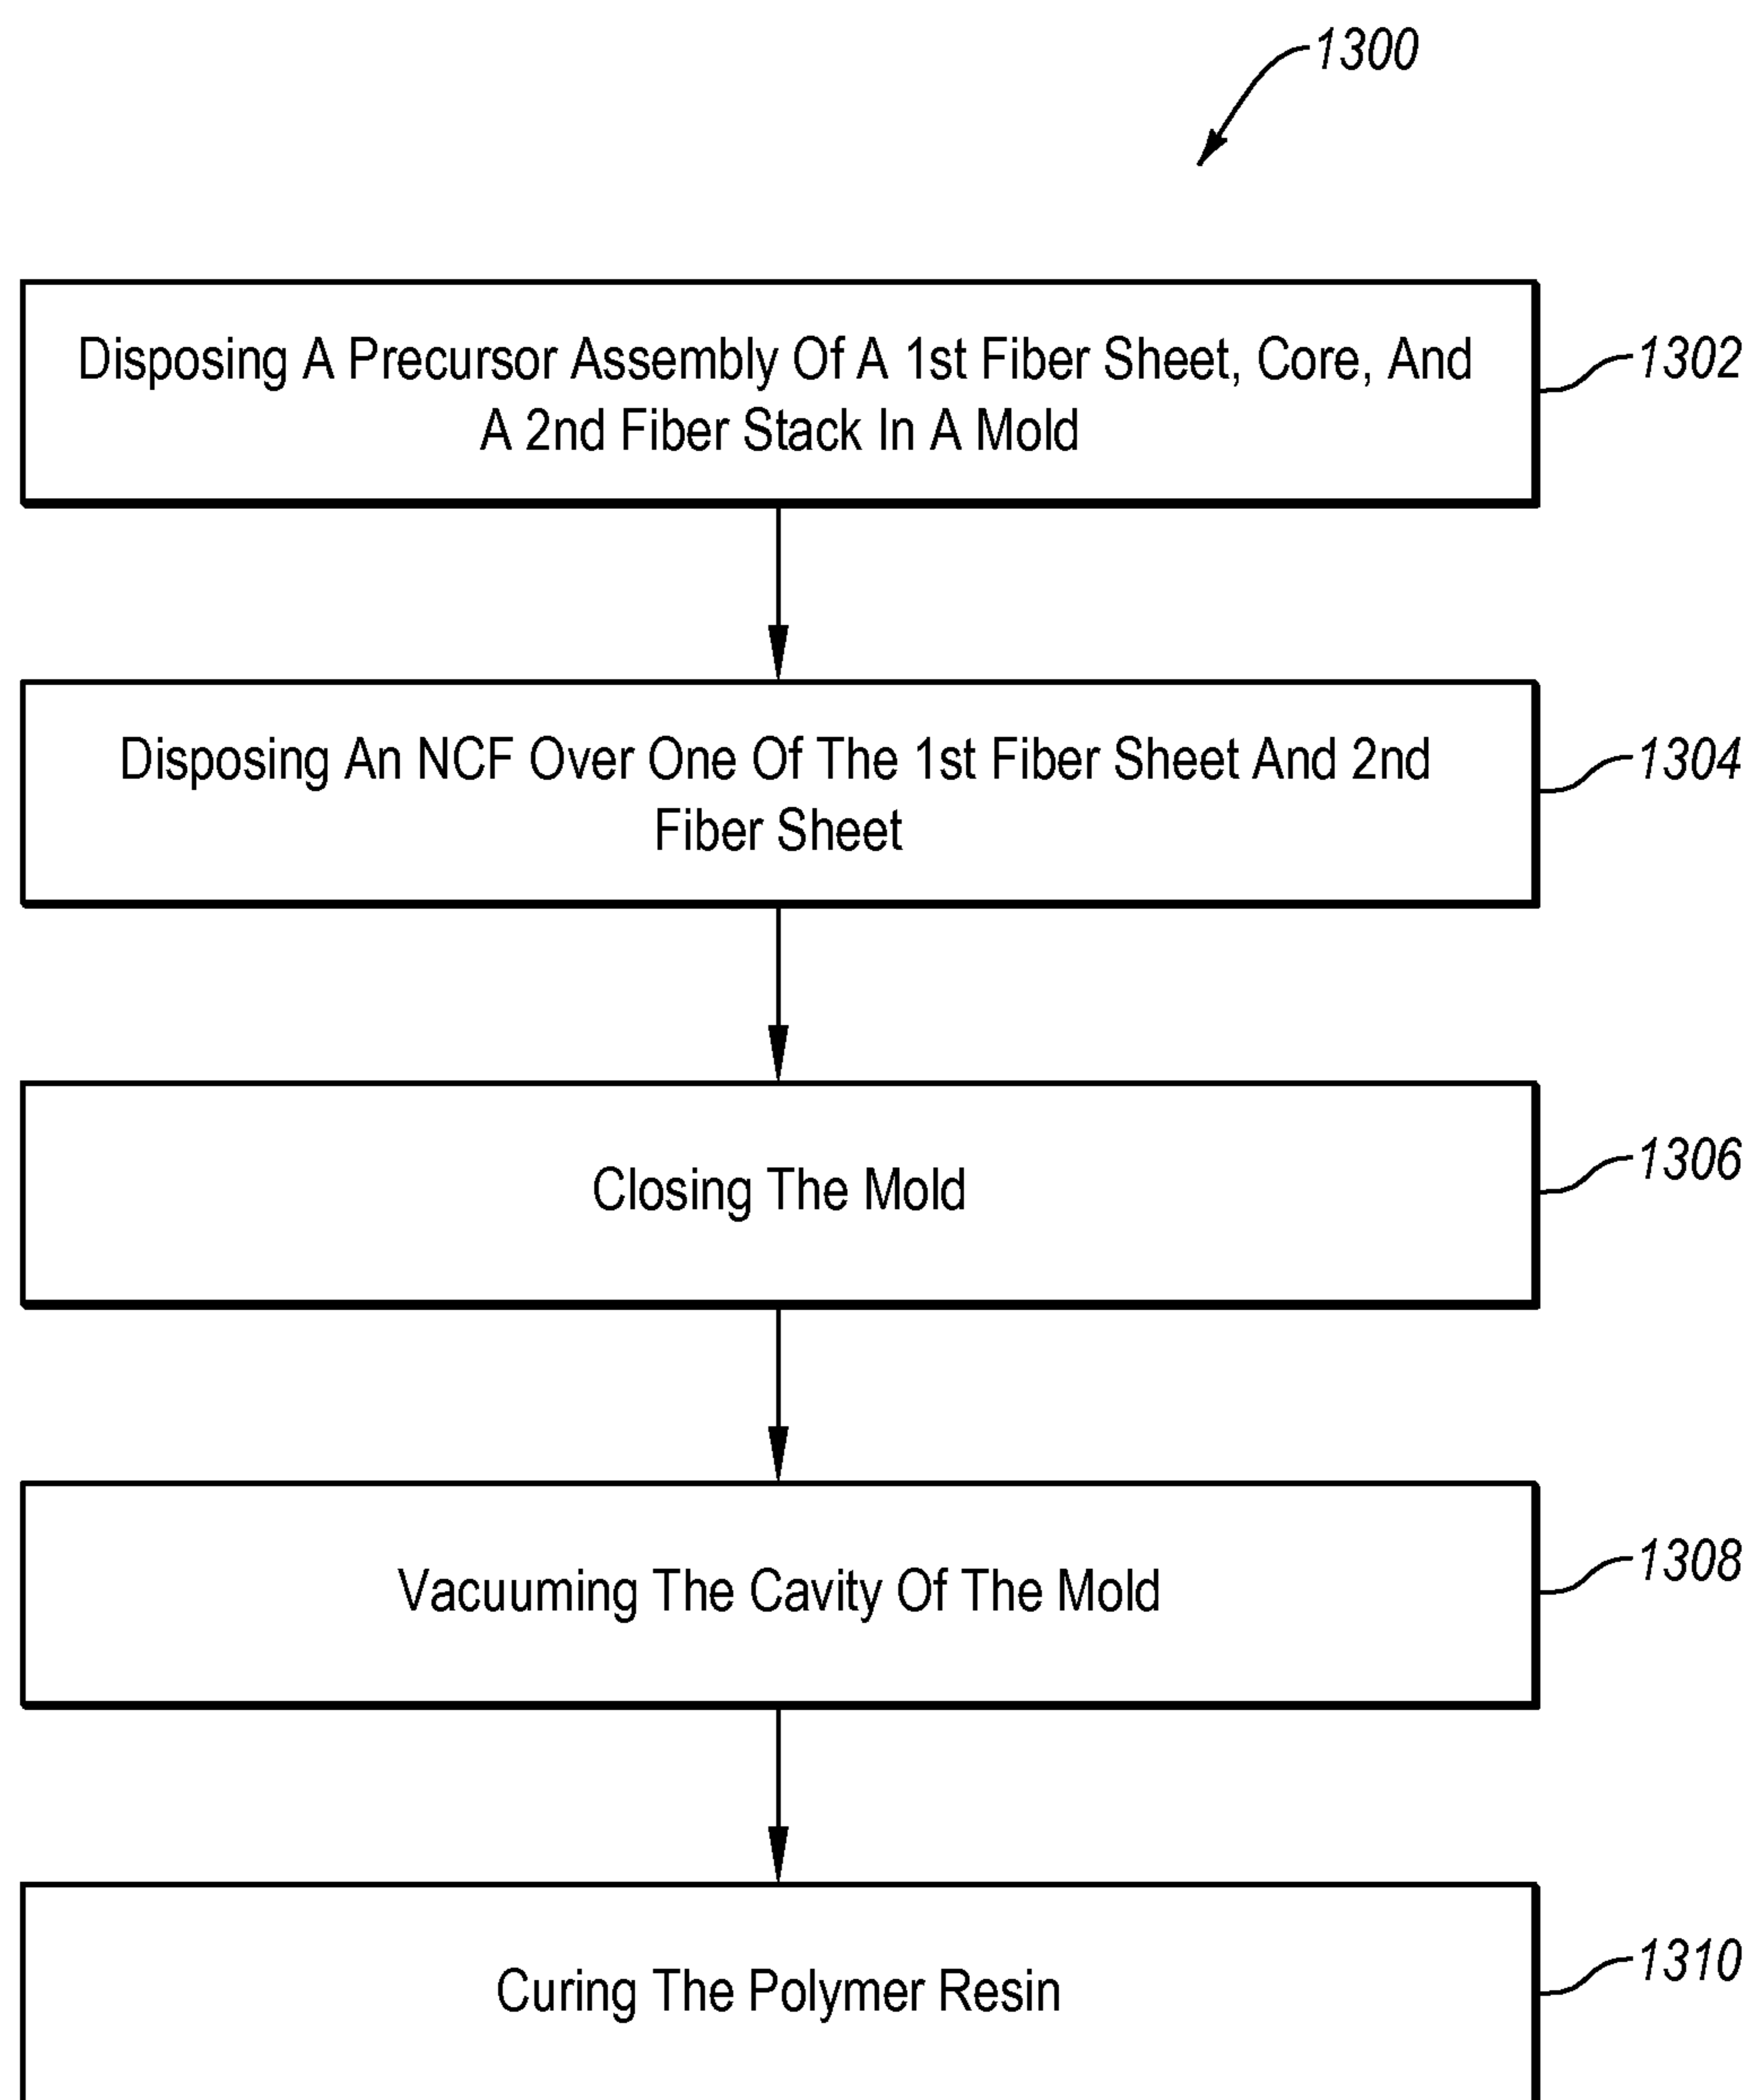 1300
Disposing A Precursor Assembly Of A 1st Fiber Sheet, Core, And
A 2nd Fiber Stack In A Mold
1302
Disposing An NCF Over One Of The 1st Fiber Sheet And 2nd
Fiber Sheet
1304
Closing The Mold
1306
Vacuuming The Cavity Of The Mold
1308
Curing The Polymer Resin
1310